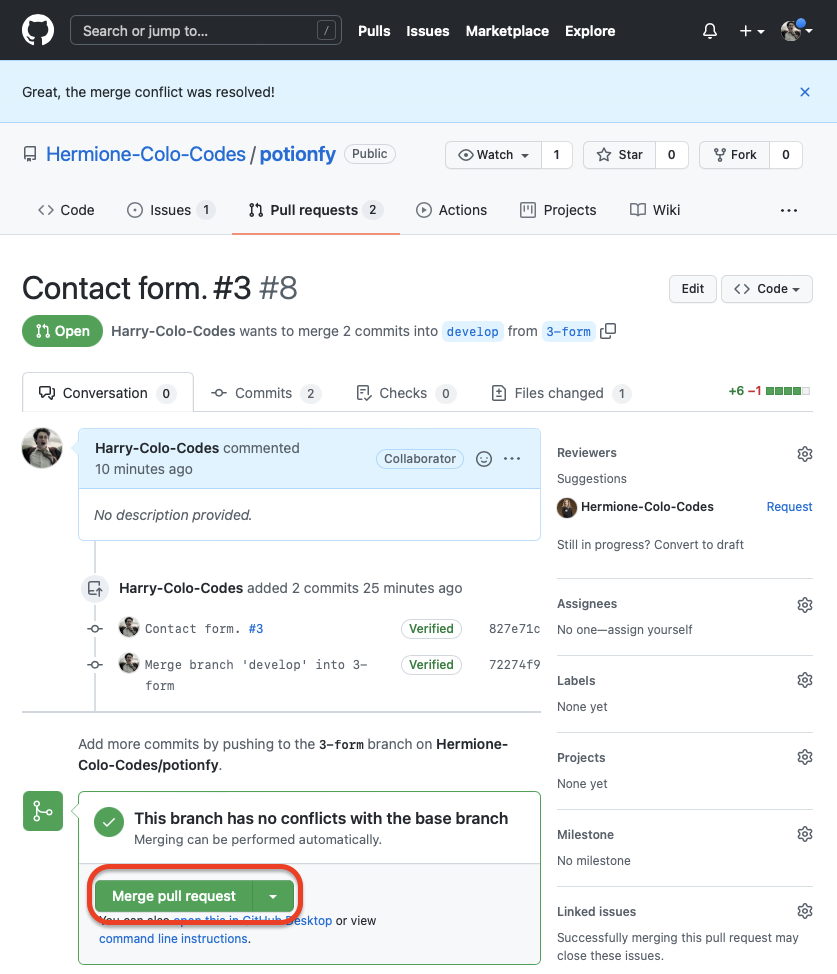 Search or jump to... / Pulls Issues Marketplace Explore
Great, the merge conflict was resolved!
Hermione-Colo-Codes / potionfy Public Watch 1 Star 0 Fork 0
Code Issues 1 Pull requests 2 Actions Projects Wiki ...
Contact form. #3 #8 Edit Code
Open Harry-Colo-Codes wants to merge 2 commits into develop from 3-form
Conversation 0 Commits 2 Checks 0 Files changed 1 +6 −1
Harry-Colo-Codes commented
10 minutes ago
Collaborator ...
No description provided.
Harry-Colo-Codes added 2 commits 25 minutes ago
Contact form. #3 Verified 827e71c
Merge branch 'develop' into 3-
form
Verified 72274f9
Add more commits by pushing to the 3-form branch on Hermione-
Colo-Codes/potionfy.
This branch has no conflicts with the base branch
Merging can be performed automatically.
Merge pull request
You can also open this in GitHub Desktop or view
command line instructions.
Reviewers
Suggestions
Hermione-Colo-Codes Request
Still in progress? Convert to draft
Assignees
No one—assign yourself
Labels
None yet
Projects
None yet
Milestone
No milestone
Linked issues
Successfully merging this pull request may
close these issues.